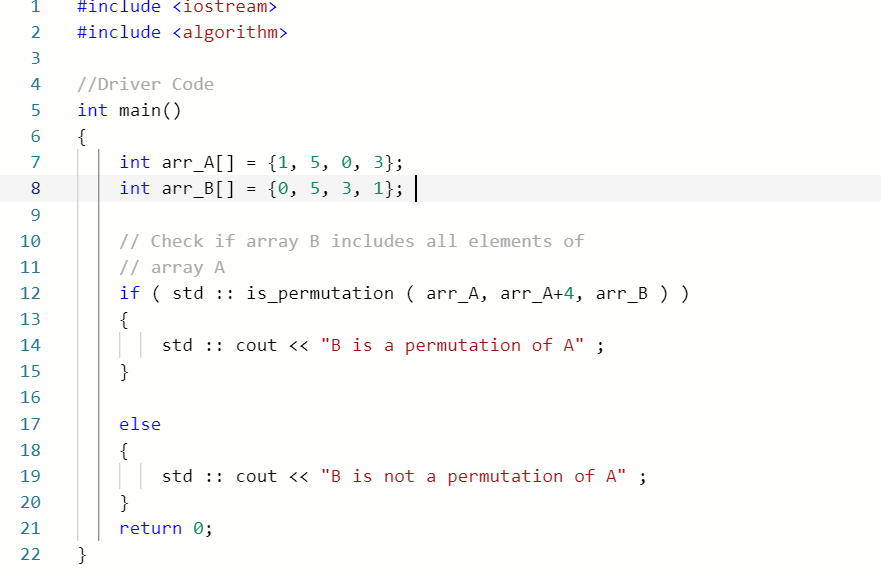 1 #include <iostream>
2 #include <algorithm>
3
4 //Driver Code
5 int main()
6 {
7     int arr_A[] = {1, 5, 0, 3};
8     int arr_B[] = {0, 5, 3, 1};
9
10     // Check if array B includes all elements of
11     // array A
12     if ( std :: is_permutation ( arr_A, arr_A+4, arr_B ) )
13     {
14         std :: cout << "B is a permutation of A" ;
15     }
16
17     else
18     {
19         std :: cout << "B is not a permutation of A" ;
20     }
21     return 0;
22 }